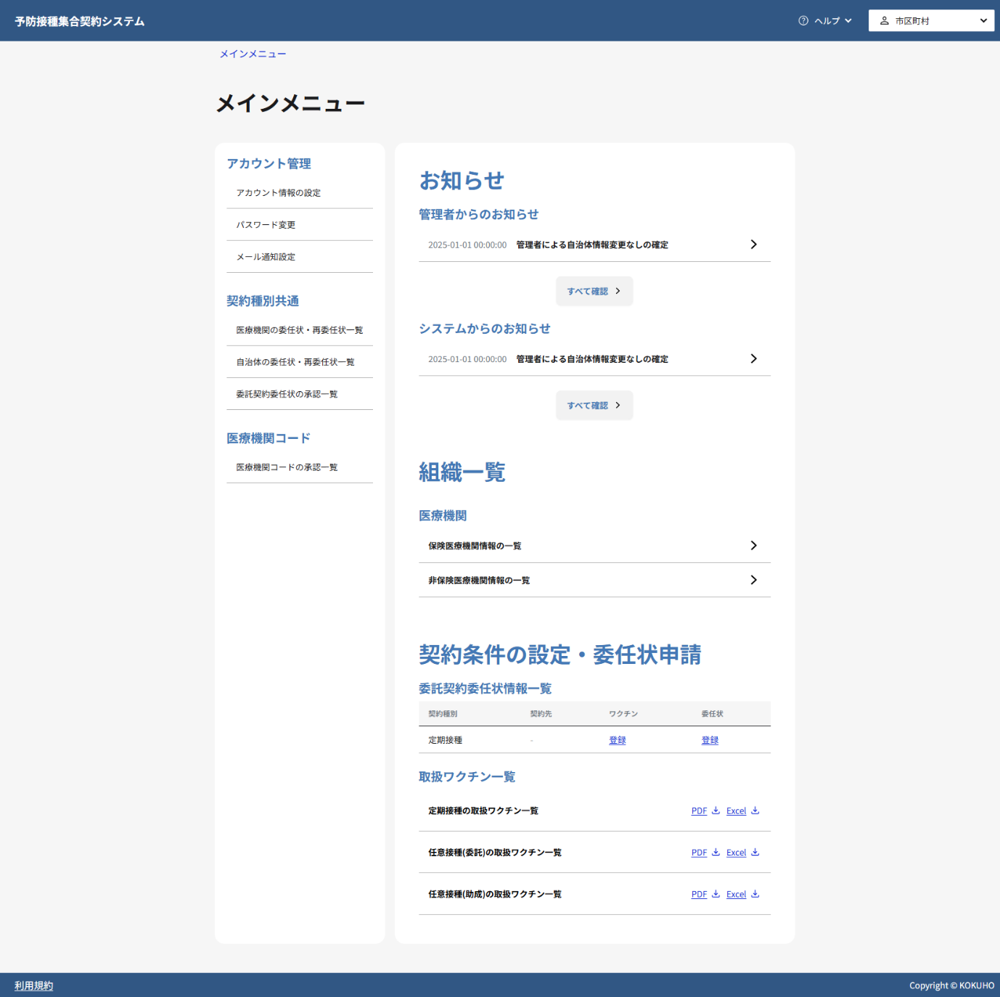 予防接種集合契約システム
ヘルプ
市区町村
メインメニュー
メインメニュー
アカウント管理
アカウント情報の設定
パスワード変更
メール通知設定
契約種別共通
医療機関の委任状・再委任状一覧
自治体の委任状・再委任状一覧
委託契約委任状の承認一覧
医療機関コード
医療機関コードの承認一覧
お知らせ
管理者からのお知らせ
2025-01-01 00:00:00 管理者による自治体情報変更なしの確定
すべて確認
システムからのお知らせ
2025-01-01 00:00:00 管理者による自治体情報変更なしの確定
すべて確認
組織一覧
医療機関
保険医療機関情報の一覧
非保険医療機関情報の一覧
契約条件の設定・委任状申請
委託契約委任状情報一覧
契約種別 契約先 ワクチン 委任状
定期接種 - 登録 登録
取扱ワクチン一覧
定期接種の取扱ワクチン一覧 PDF Excel
任意接種(委託)の取扱ワクチン一覧 PDF Excel
任意接種(助成)の取扱ワクチン一覧 PDF Excel
利用規約
Copyright © KOKUHO